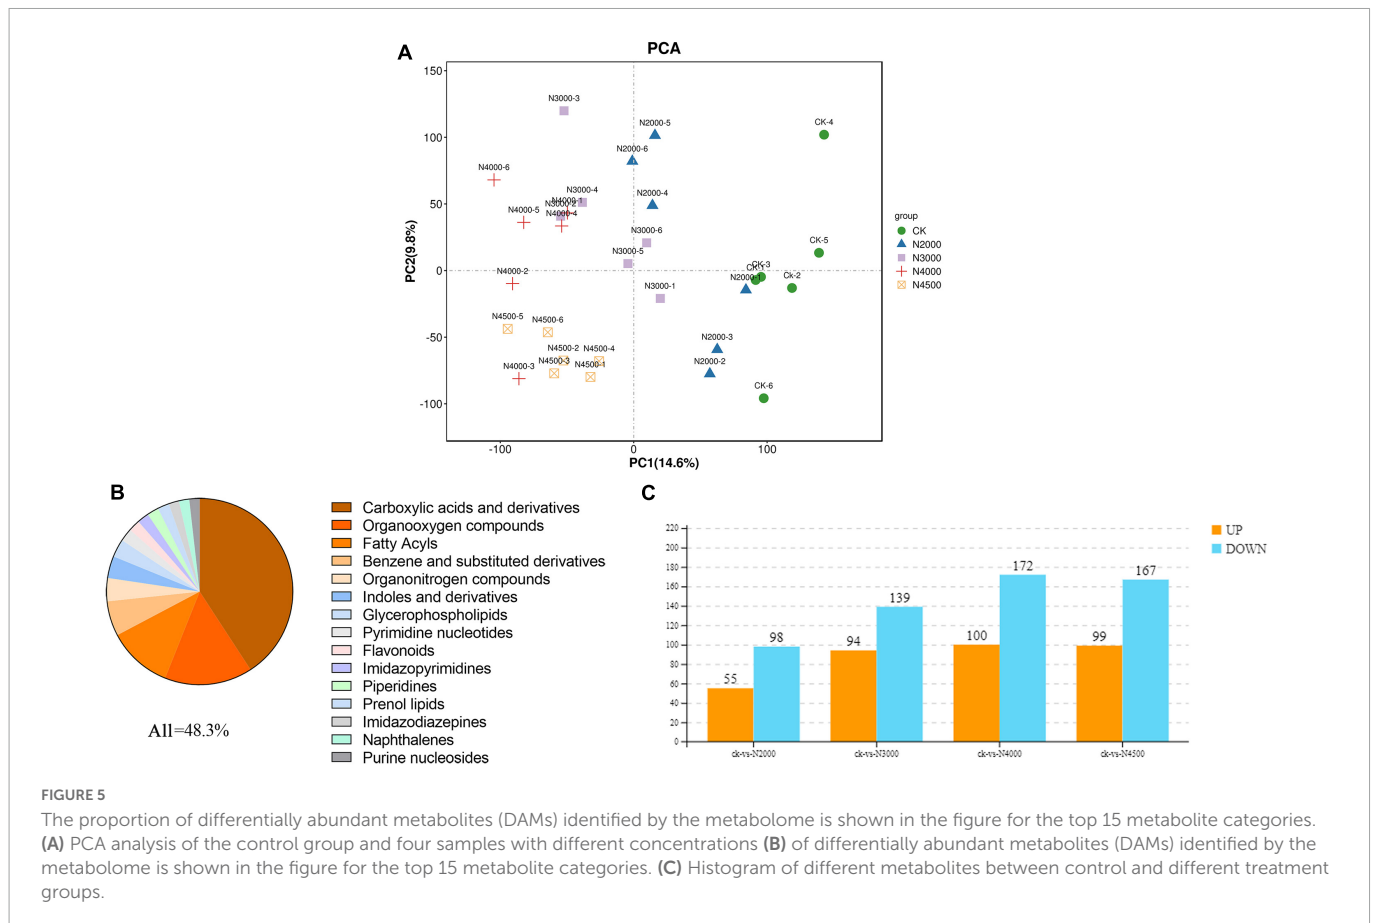 A
PCA
150
100
50
0
-50
-100
PC2(9.8%)
N3000-3
N2000-5
CK-4
N2000-6
N4000-6
N3000-4
N2000-4
N4000-1
N3000-2
N4000-5
N4000-4
N3000-6
CK-5
N3000-5
CK-3
CK-1
N4000-2
N2000-1
Ck-2
N3000-1
N4500-5
N4500-6
N2000-3
N4500-2
N4500-4
N4000-3
N4500-3
N4500-1
N2000-2
CK-6
-100
0
100
PC1(14.6%)
group
CK
N2000
N3000
N4000
N4500
B
Carboxylic acids and derivatives
Organooxygen compounds
Fatty Acyls
Benzene and substituted derivatives
Organonitrogen compounds
Indoles and derivatives
Glycerophospholipids
Pyrimidine nucleotides
Flavonoids
Imidazopyrimidines
Piperidines
Prenol lipids
Imidazodiazepines
Naphthalenes
Purine nucleosides
All=48.3%
C
220
200
180
160
140
120
100
80
60
40
20
0
55
98
94
139
100
172
99
167
ck-vs-N2000
ck-vs-N3000
ck-vs-N4000
ck-vs-N4500
UP
DOWN
FIGURE 5
The proportion of differentially abundant metabolites (DAMs) identified by the metabolome is shown in the figure for the top 15 metabolite categories.
(A) PCA analysis of the control group and four samples with different concentrations (B) of differentially abundant metabolites (DAMs) identified by the
metabolome is shown in the figure for the top 15 metabolite categories. (C) Histogram of different metabolites between control and different treatment
groups.